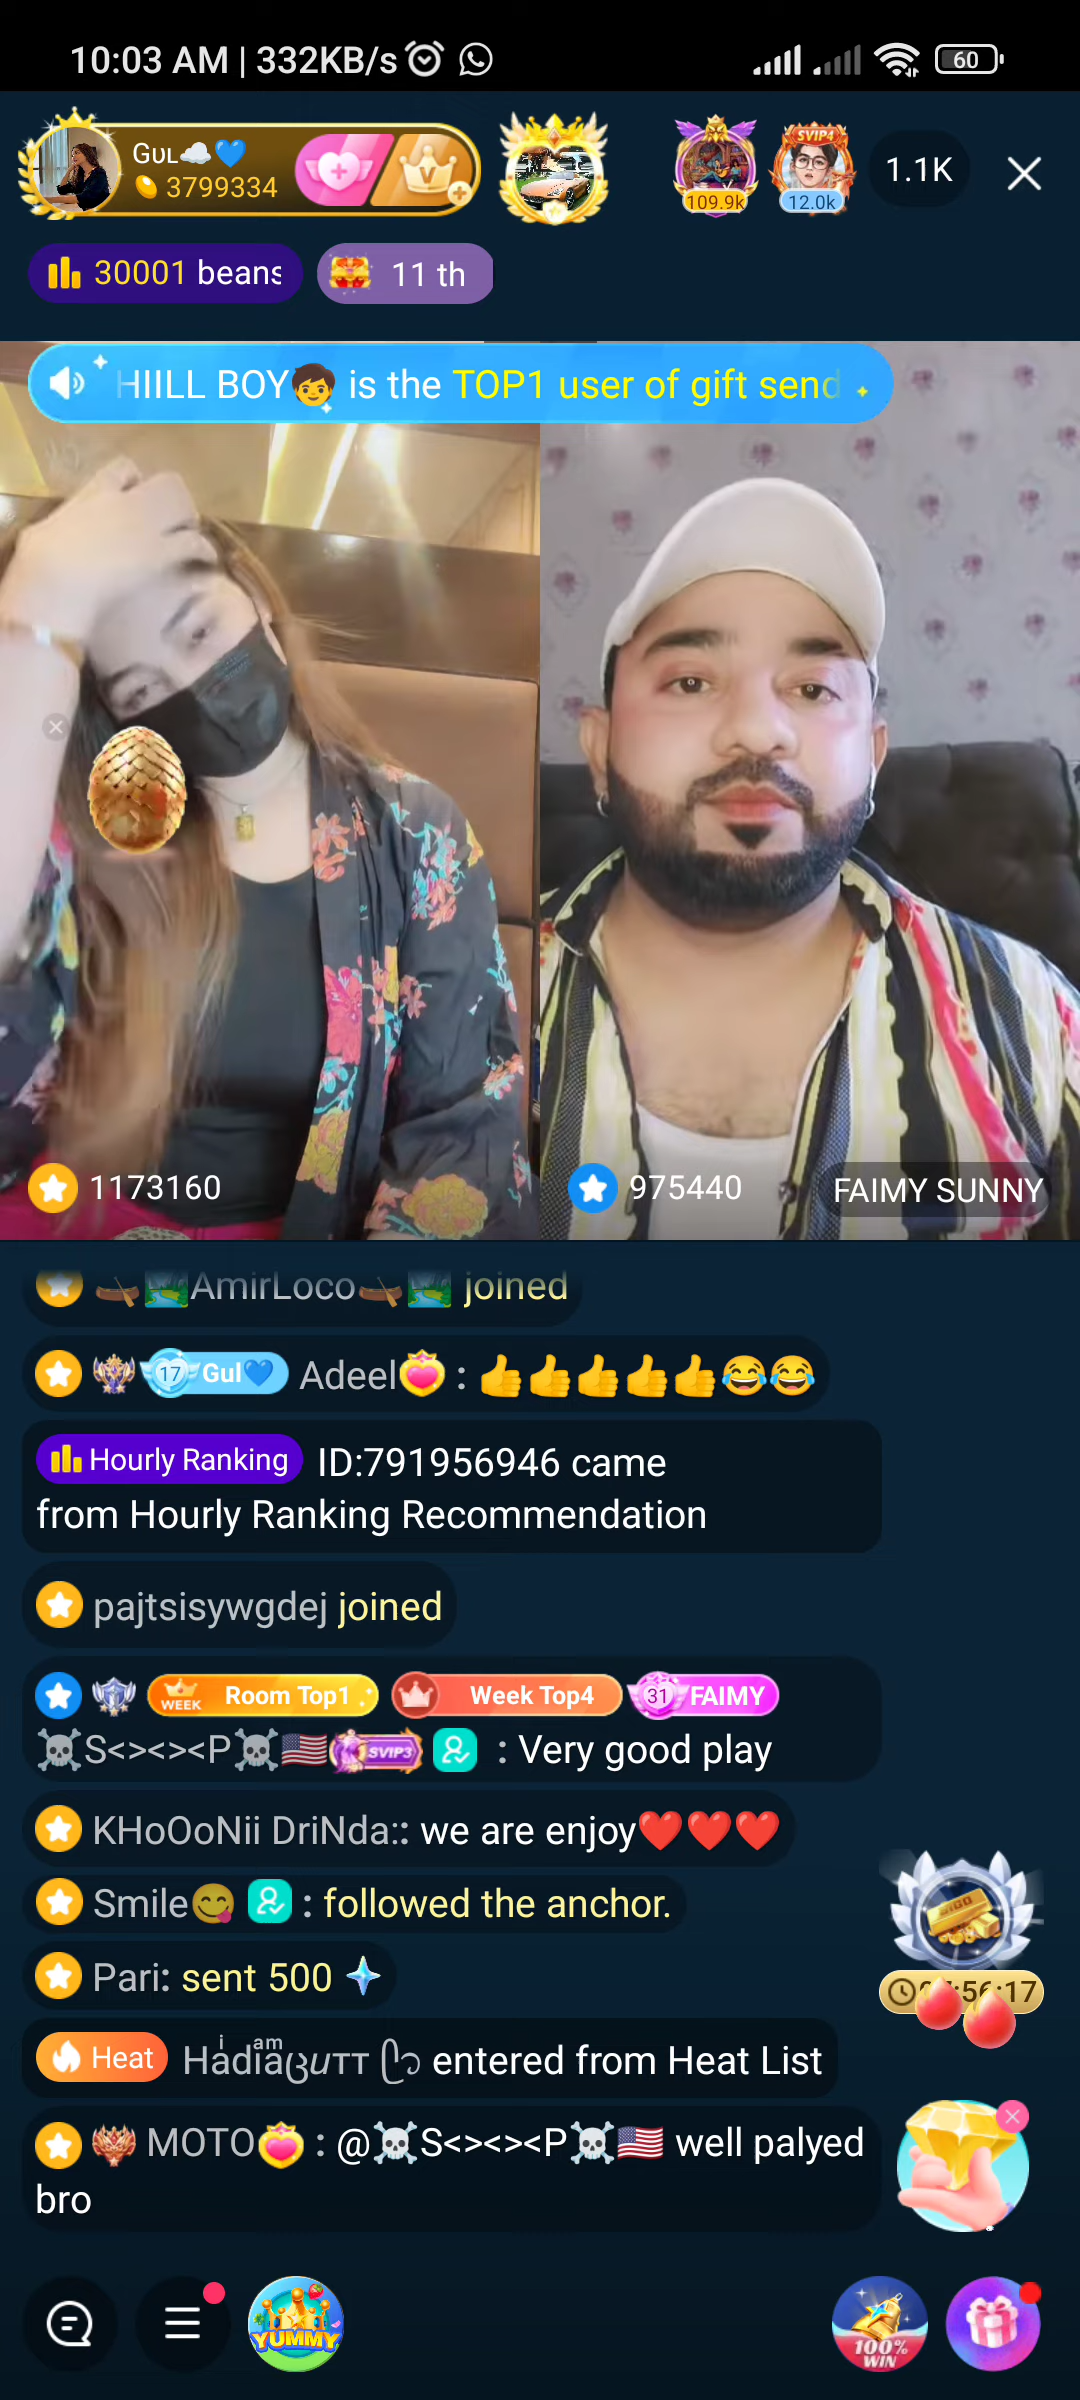 10:03 AM | 332KB/s
60
Gul☁️💙
3799334
V
109.9k
SVIP4
12.0k
1.1K
30001 beans
11 th
HIILL BOY🧒 is the TOP1 user of gift send
1173160
975440
FAIMY SUNNY
🛶🏞️AmirLoco🛶🏞️ joined
17 Gul💙 Adeel : 👍👍👍👍👍😂😂
Hourly Ranking ID:791956946 came
from Hourly Ranking Recommendation
pajtsisywgdej joined
WEEK Room Top1 Week Top4 31 FAIMY
☠️S<><><P☠️🇺🇸 SVIP3 : Very good play
KHoOoNii DriNda:: we are enjoy❤️❤️❤️
Smile😋 : followed the anchor.
Pari: sent 500
Heat entered from Heat List
:56:17
MOTO : @☠️S<><><P☠️🇺🇸 well palyed
bro
YUMMY
100%
WIN